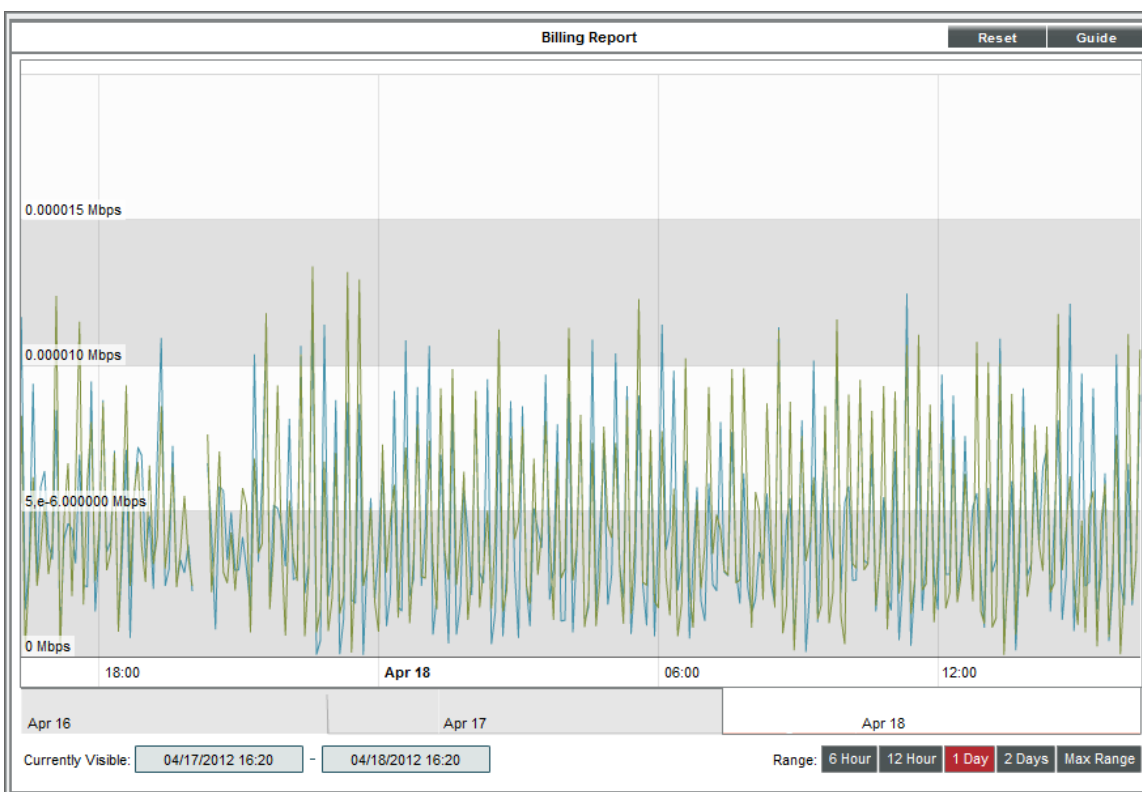 Billing Report
Reset
Guide
0.000015 Mbps
0.000010 Mbps
5,e-6.000000 Mbps
0 Mbps
18:00
Apr 18
06:00
12:00
Apr 16
Apr 17
Apr 18
Currently Visible: 04/17/2012 16:20 - 04/18/2012 16:20
Range: 6 Hour 12 Hour 1 Day 2 Days Max Range